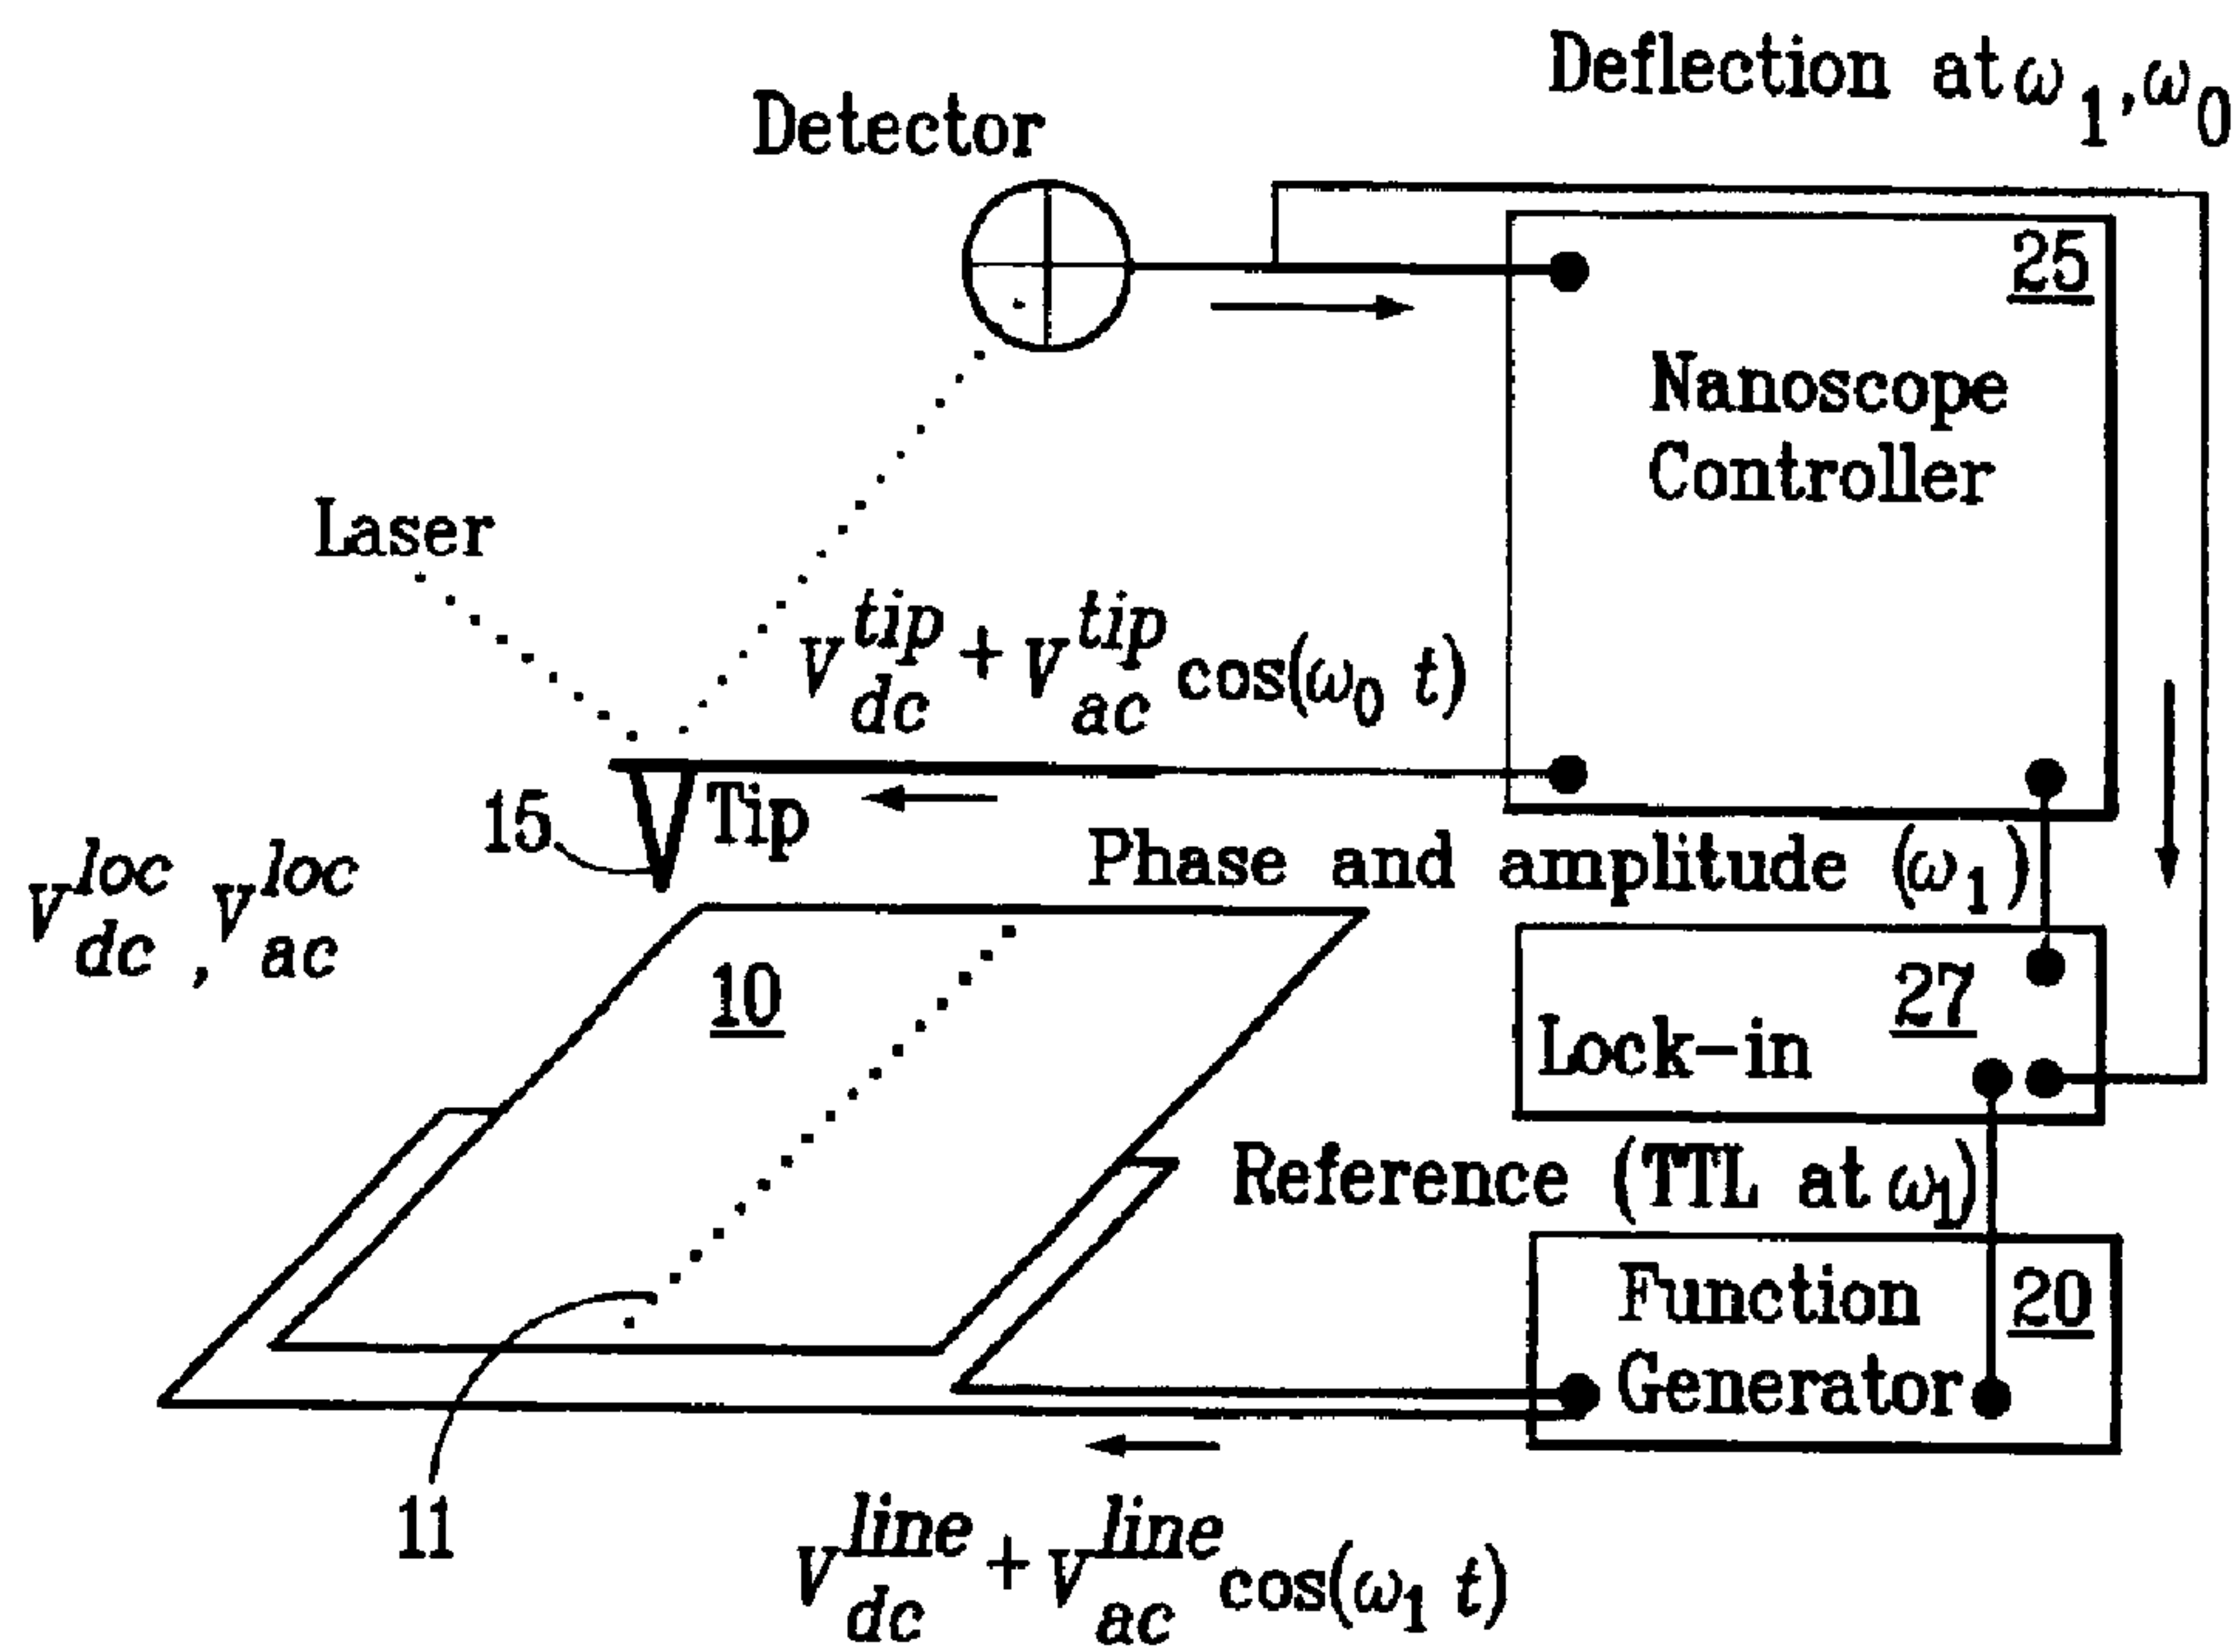 Deflection at ω₁,ω₀
Detector
25
Nanoscope
Controller
Laser
V_dc^tip + V_ac^tip cos(ω₀ t)
15
Tip
Phase and amplitude (ω₁)
V_dc^loc , V_ac^loc
10
27
Lock-in
Reference (TTL at ω₁)
Function
20
Generator
11
V_dc^line + V_ac^line cos(ω₁ t)